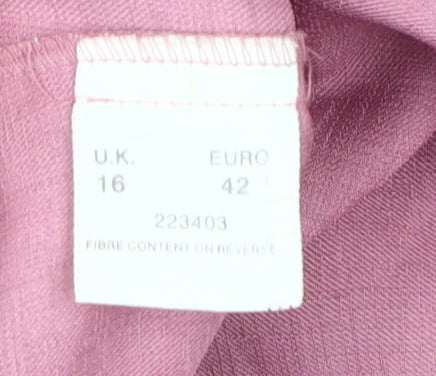 U.K. EURO
16 42
223403
FIBRE CONTENT ON REVERSE